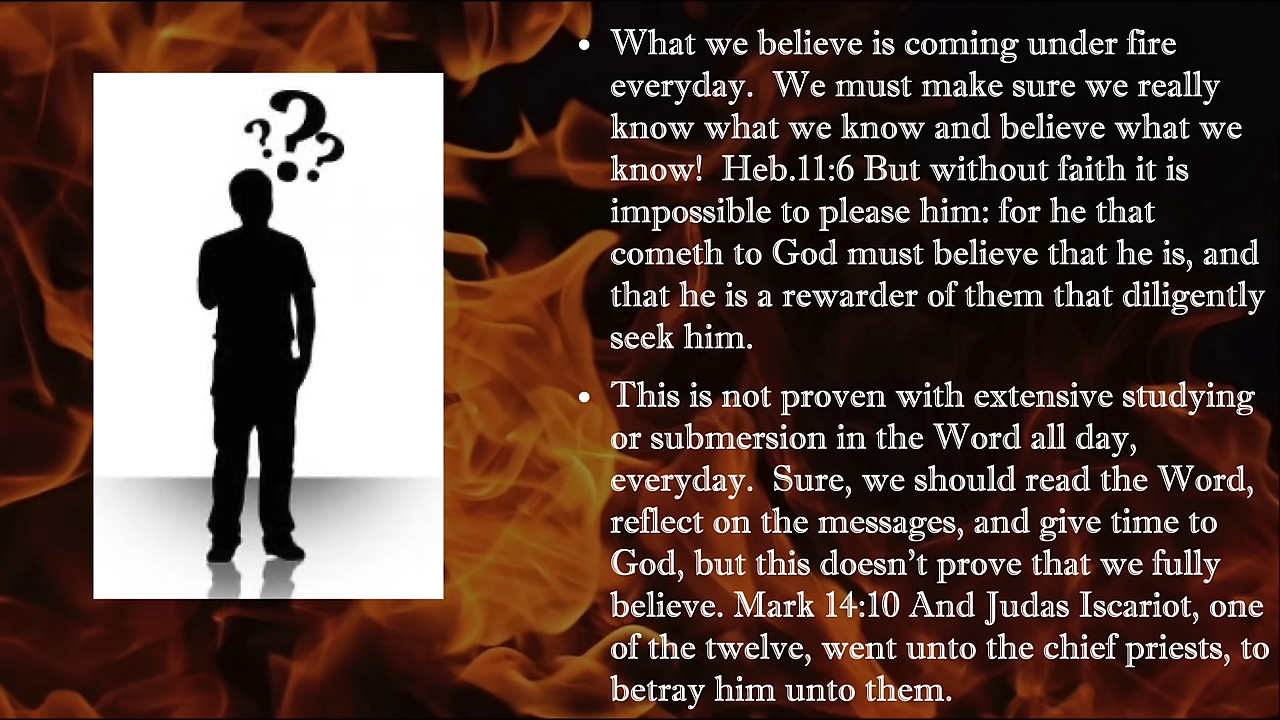 • What we believe is coming under fire
everyday.  We must make sure we really
know what we know and believe what we
know!  Heb.11:6 But without faith it is
impossible to please him: for he that
cometh to God must believe that he is, and
that he is a rewarder of them that diligently
seek him.
• This is not proven with extensive studying
or submersion in the Word all day,
everyday.  Sure, we should read the Word,
reflect on the messages, and give time to
God, but this doesn’t prove that we fully
believe. Mark 14:10 And Judas Iscariot, one
of the twelve, went unto the chief priests, to
betray him unto them.
???